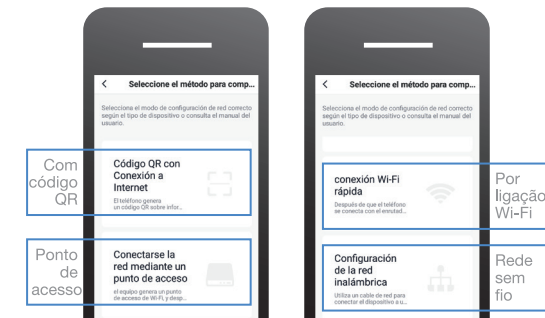 Seleccione el método para comp...
Selecciona el modo de configuración de red correcto
según el tipo de dispositivo o consulta el manual del
usuario.
Com
código
QR
Código QR con
Conexión a
Internet
El teléfono genera
un código QR sobre infor...
Ponto
de
acesso
Conectarse la
red mediante un
punto de acceso
el equipo genera un punto
de acceso de Wi-Fi, y desp...
Seleccione el método para comp...
Selecciona el modo de configuración de red correcto
según el tipo de dispositivo o consulta el manual del
usuario.
conexión Wi-Fi
rápida
Después de que el teléfono
se conecta con el enrutad...
Por
ligação
Wi-Fi
Configuración
de la red
inalámbrica
Utiliza un cable de red para
conectar el dispositivo a u...
Rede
sem
fio